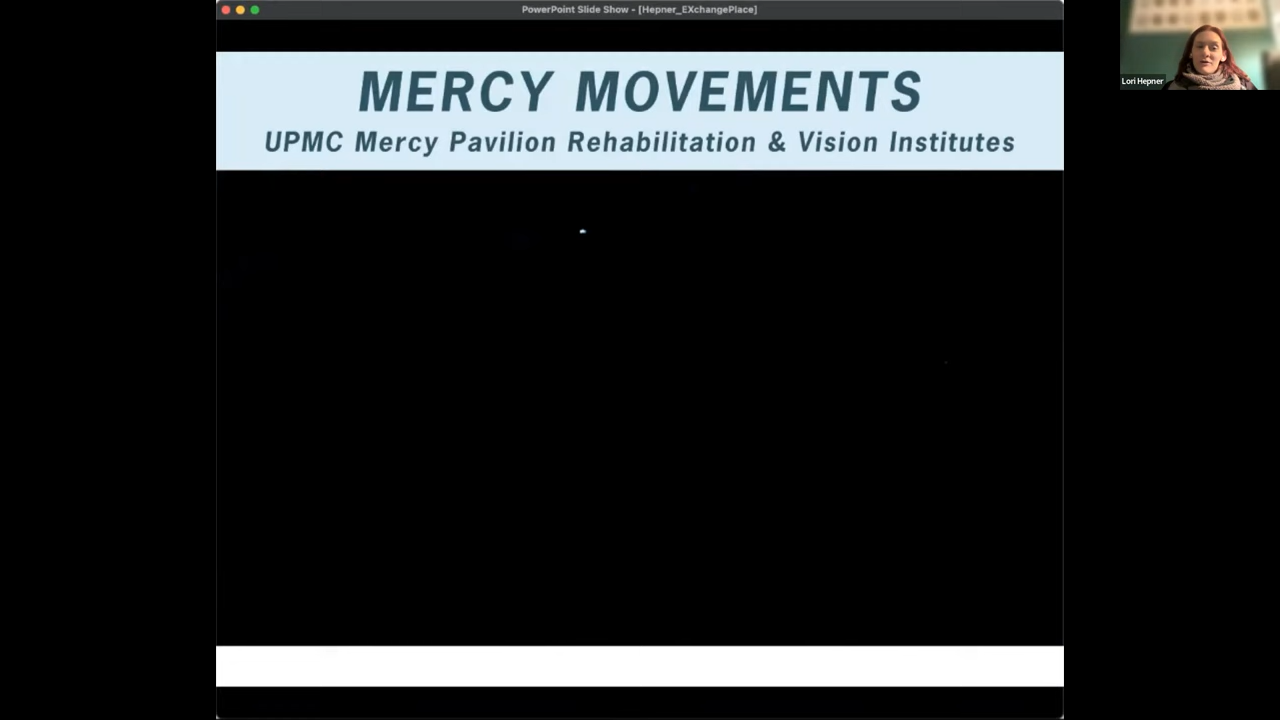 PowerPoint Slide Show - [Hepner_EXchangePlace]
MERCY MOVEMENTS
UPMC Mercy Pavilion Rehabilitation & Vision Institutes
Lori Hepner